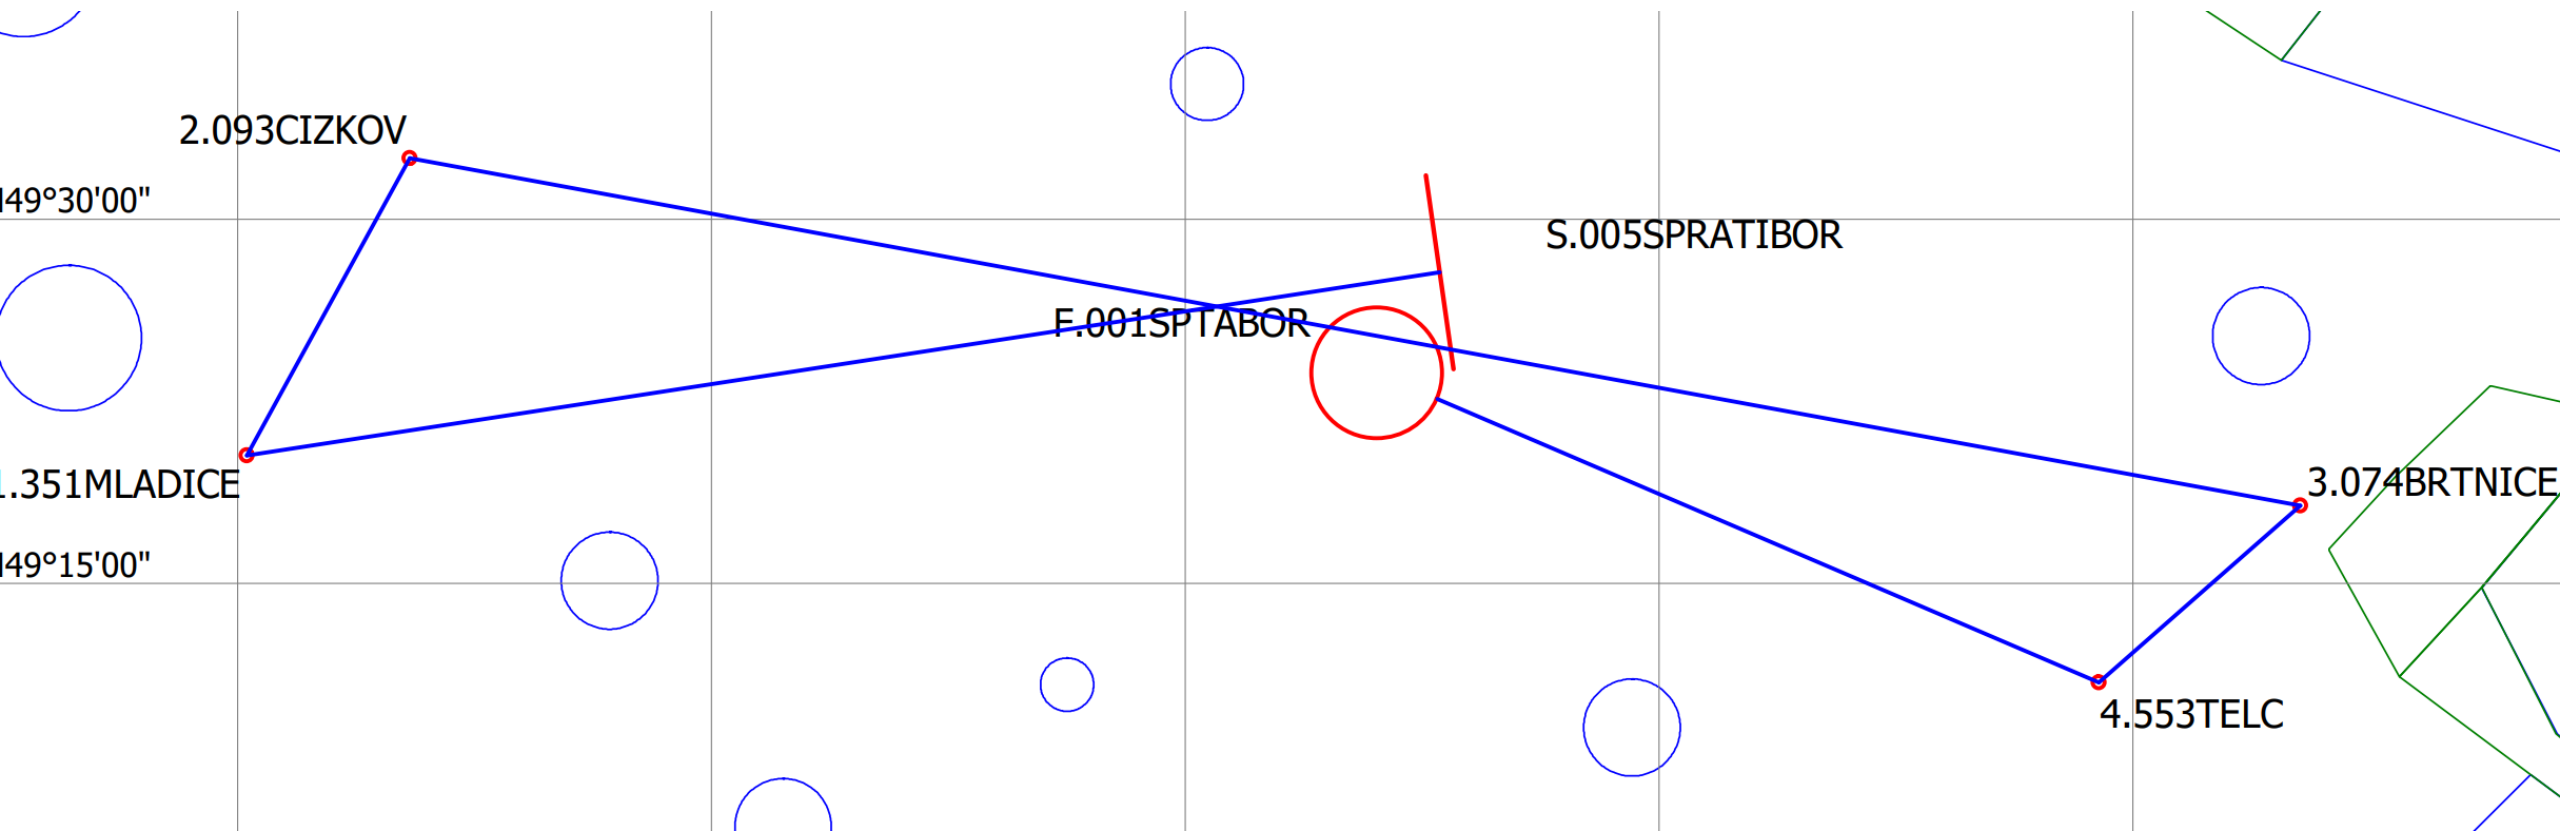 2.093CIZKOV
49°30'00"
S.005SPRATIBOR
F.001SPTABOR
.351MLADICE
3.074BRTNICE
49°15'00"
4.553TELC